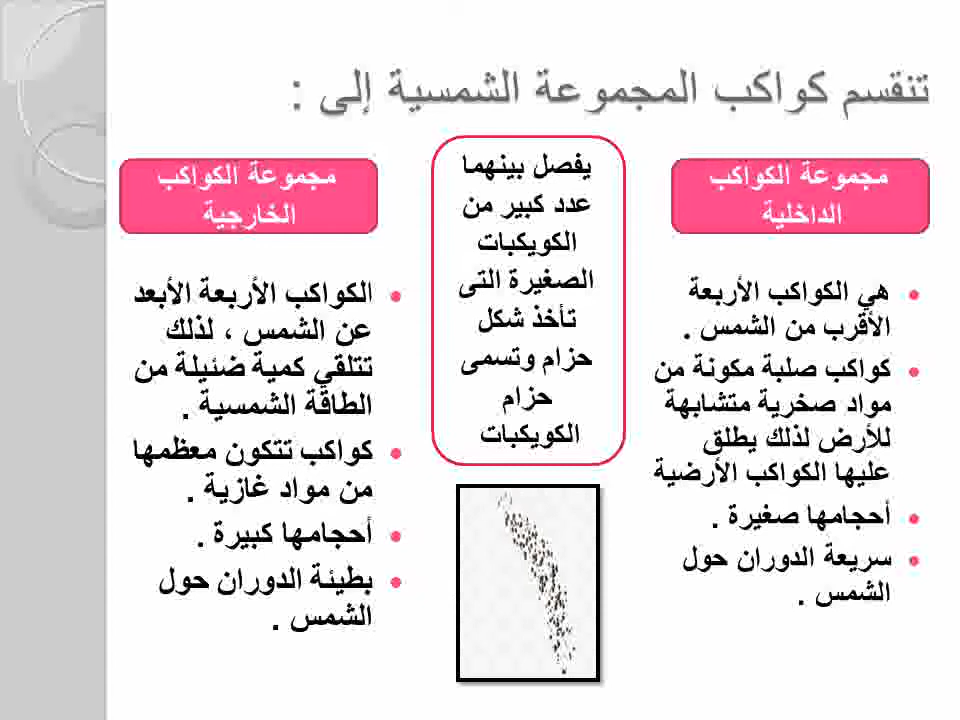 تنقسم كواكب المجموعة الشمسية إلى :
مجموعة الكواكب
الداخلية
هي الكواكب الأربعة
الأقرب من الشمس .
كواكب صلبة مكونة من
مواد صخرية متشابهة
للأرض لذلك يطلق
عليها الكواكب الأرضية
أحجامها صغيرة .
سريعة الدوران حول
الشمس .
يفصل بينهما
عدد كبير من
الكويكبات
الصغيرة التى
تأخذ شكل
حزام وتسمى
حزام
الكويكبات
مجموعة الكواكب
الخارجية
الكواكب الأربعة الأبعد
عن الشمس ، لذلك
تتلقي كمية ضئيلة من
الطاقة الشمسية .
كواكب تتكون معظمها
من مواد غازية .
أحجامها كبيرة .
بطيئة الدوران حول
الشمس .